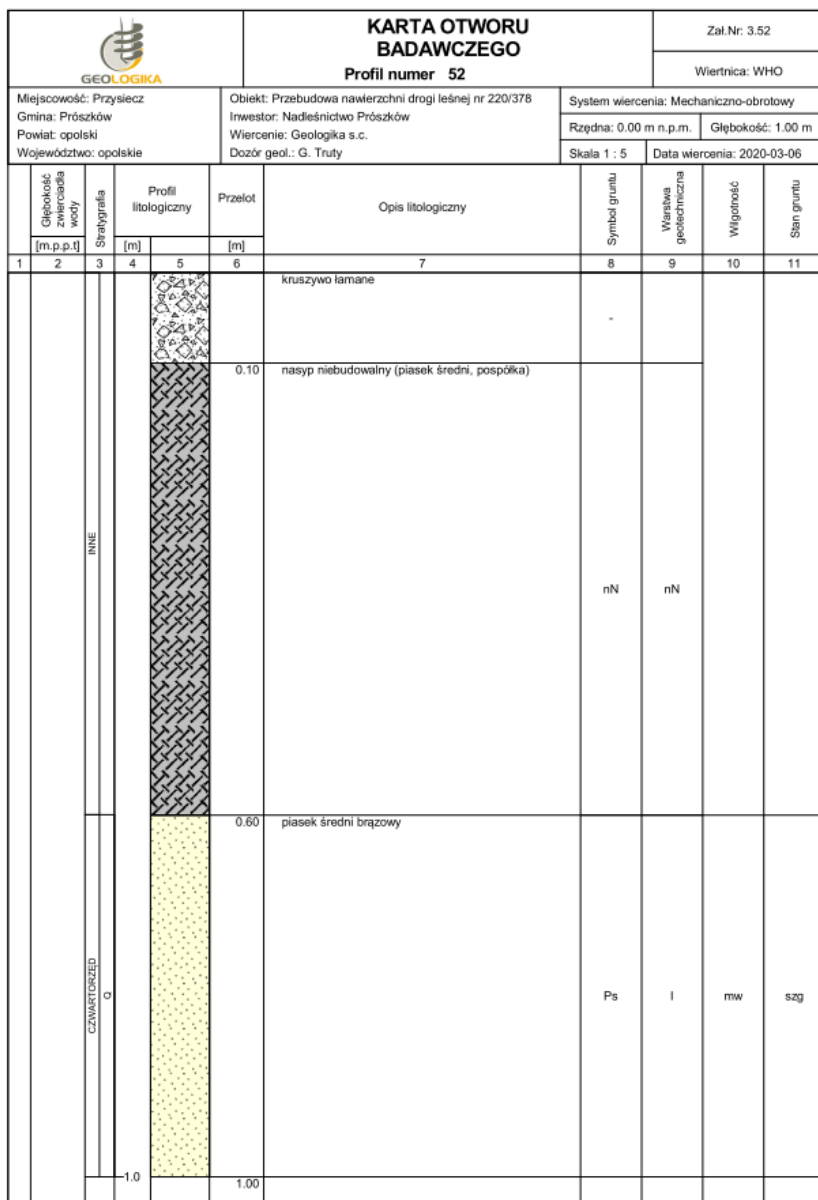 GEOLOGIKA
KARTA OTWORU
BADAWCZEGO
Profil numer 52
Zał.Nr: 3.52
Wiertnica: WHO
Miejscowość: Przysiecz
Gmina: Prószków
Powiat: opolski
Województwo: opolskie
Obiekt: Przebudowa nawierzchni drogi leśnej nr 220/378
Inwestor: Nadleśnictwo Prószków
Wiercenie: Geologika s.c.
Dozór geol.: G. Truty
System wiercenia: Mechaniczno-obrotowy
Rzędna: 0.00 m n.p.m. Głębokość: 1.00 m
Skala 1 : 5 Data wiercenia: 2020-03-06
Głębokość
zwierciadła
wody
[m.p.p.t]
Stratygrafia
Profil
litologiczny
[m]
Przelot
[m]
Opis litologiczny
Symbol gruntu
Warstwa
geotechniczna
Wilgotność
Stan gruntu
1 2 3 4 5 6 7 8 9 10 11
kruszywo łamane
-
0.10 nasyp niebudowalny (piasek średni, pospółka)
INNE
nN nN
0.60 piasek średni brązowy
CZWARTORZĘD
Q
Ps I mw szg
1.0
1.00